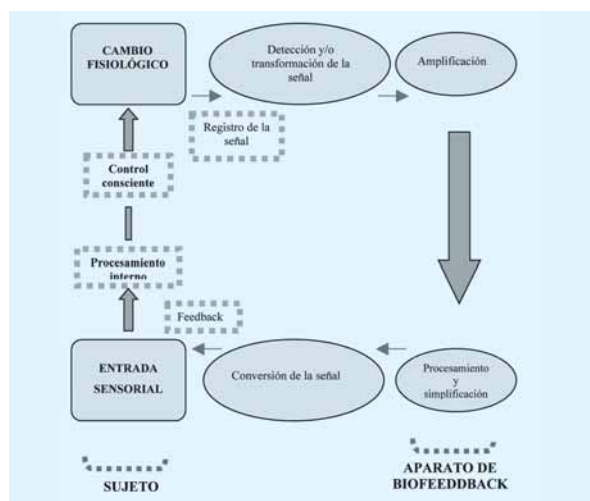 CAMBIO
FISIOLÓGICO
Detección y/o
transformación de la
señal
Amplificación
Registro de la
señal
Control
consciente
Procesamiento
interno
Feedback
ENTRADA
SENSORIAL
Conversión de la señal
Procesamiento
y
simplificación
SUJETO
APARATO DE
BIOFEEDDBACK